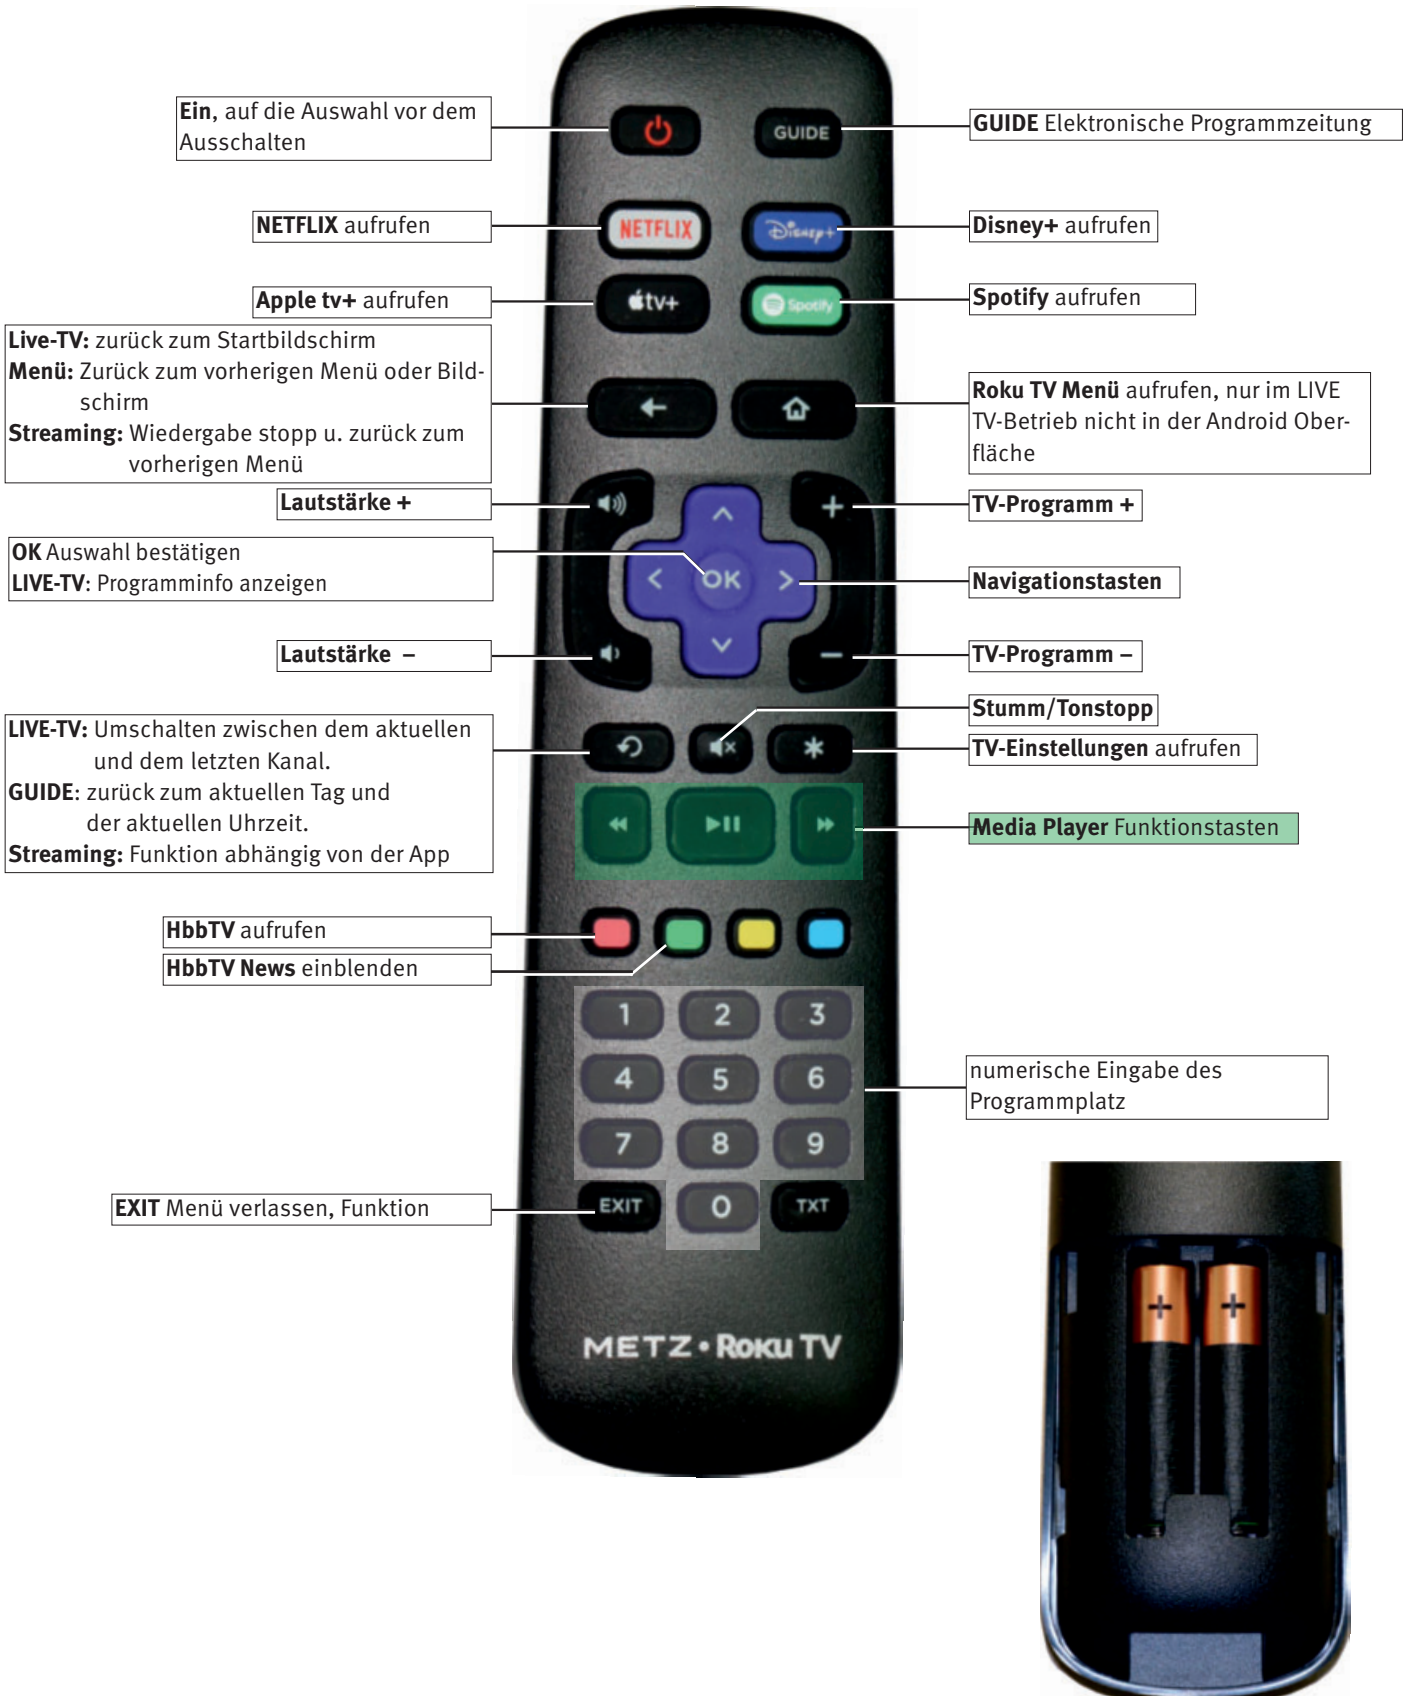 Ein, auf die Auswahl vor dem
Ausschalten
GUIDE
GUIDE Elektronische Programmzeitung
NETFLIX aufrufen
NETFLIX
Disney+
Disney+ aufrufen
Apple tv+ aufrufen
tv+
Spotify
Spotify aufrufen
Live-TV: zurück zum Startbildschirm
Menü: Zurück zum vorherigen Menü oder Bild-
schirm
Streaming: Wiedergabe stopp u. zurück zum
vorherigen Menü
Roku TV Menü aufrufen, nur im LIVE
TV-Betrieb nicht in der Android Ober-
fläche
Lautstärke +
+
TV-Programm +
OK Auswahl bestätigen
LIVE-TV: Programminfo anzeigen
OK
Navigationstasten
Lautstärke –
–
TV-Programm –
LIVE-TV: Umschalten zwischen dem aktuellen
und dem letzten Kanal.
GUIDE: zurück zum aktuellen Tag und
der aktuellen Uhrzeit.
Streaming: Funktion abhängig von der App
Stumm/Tonstopp
TV-Einstellungen aufrufen
Media Player Funktionstasten
HbbTV aufrufen
HbbTV News einblenden
1 2 3
4 5 6
7 8 9
numerische Eingabe des
Programmplatz
EXIT Menü verlassen, Funktion
EXIT 0 TXT
METZ • ROKU TV
+ +